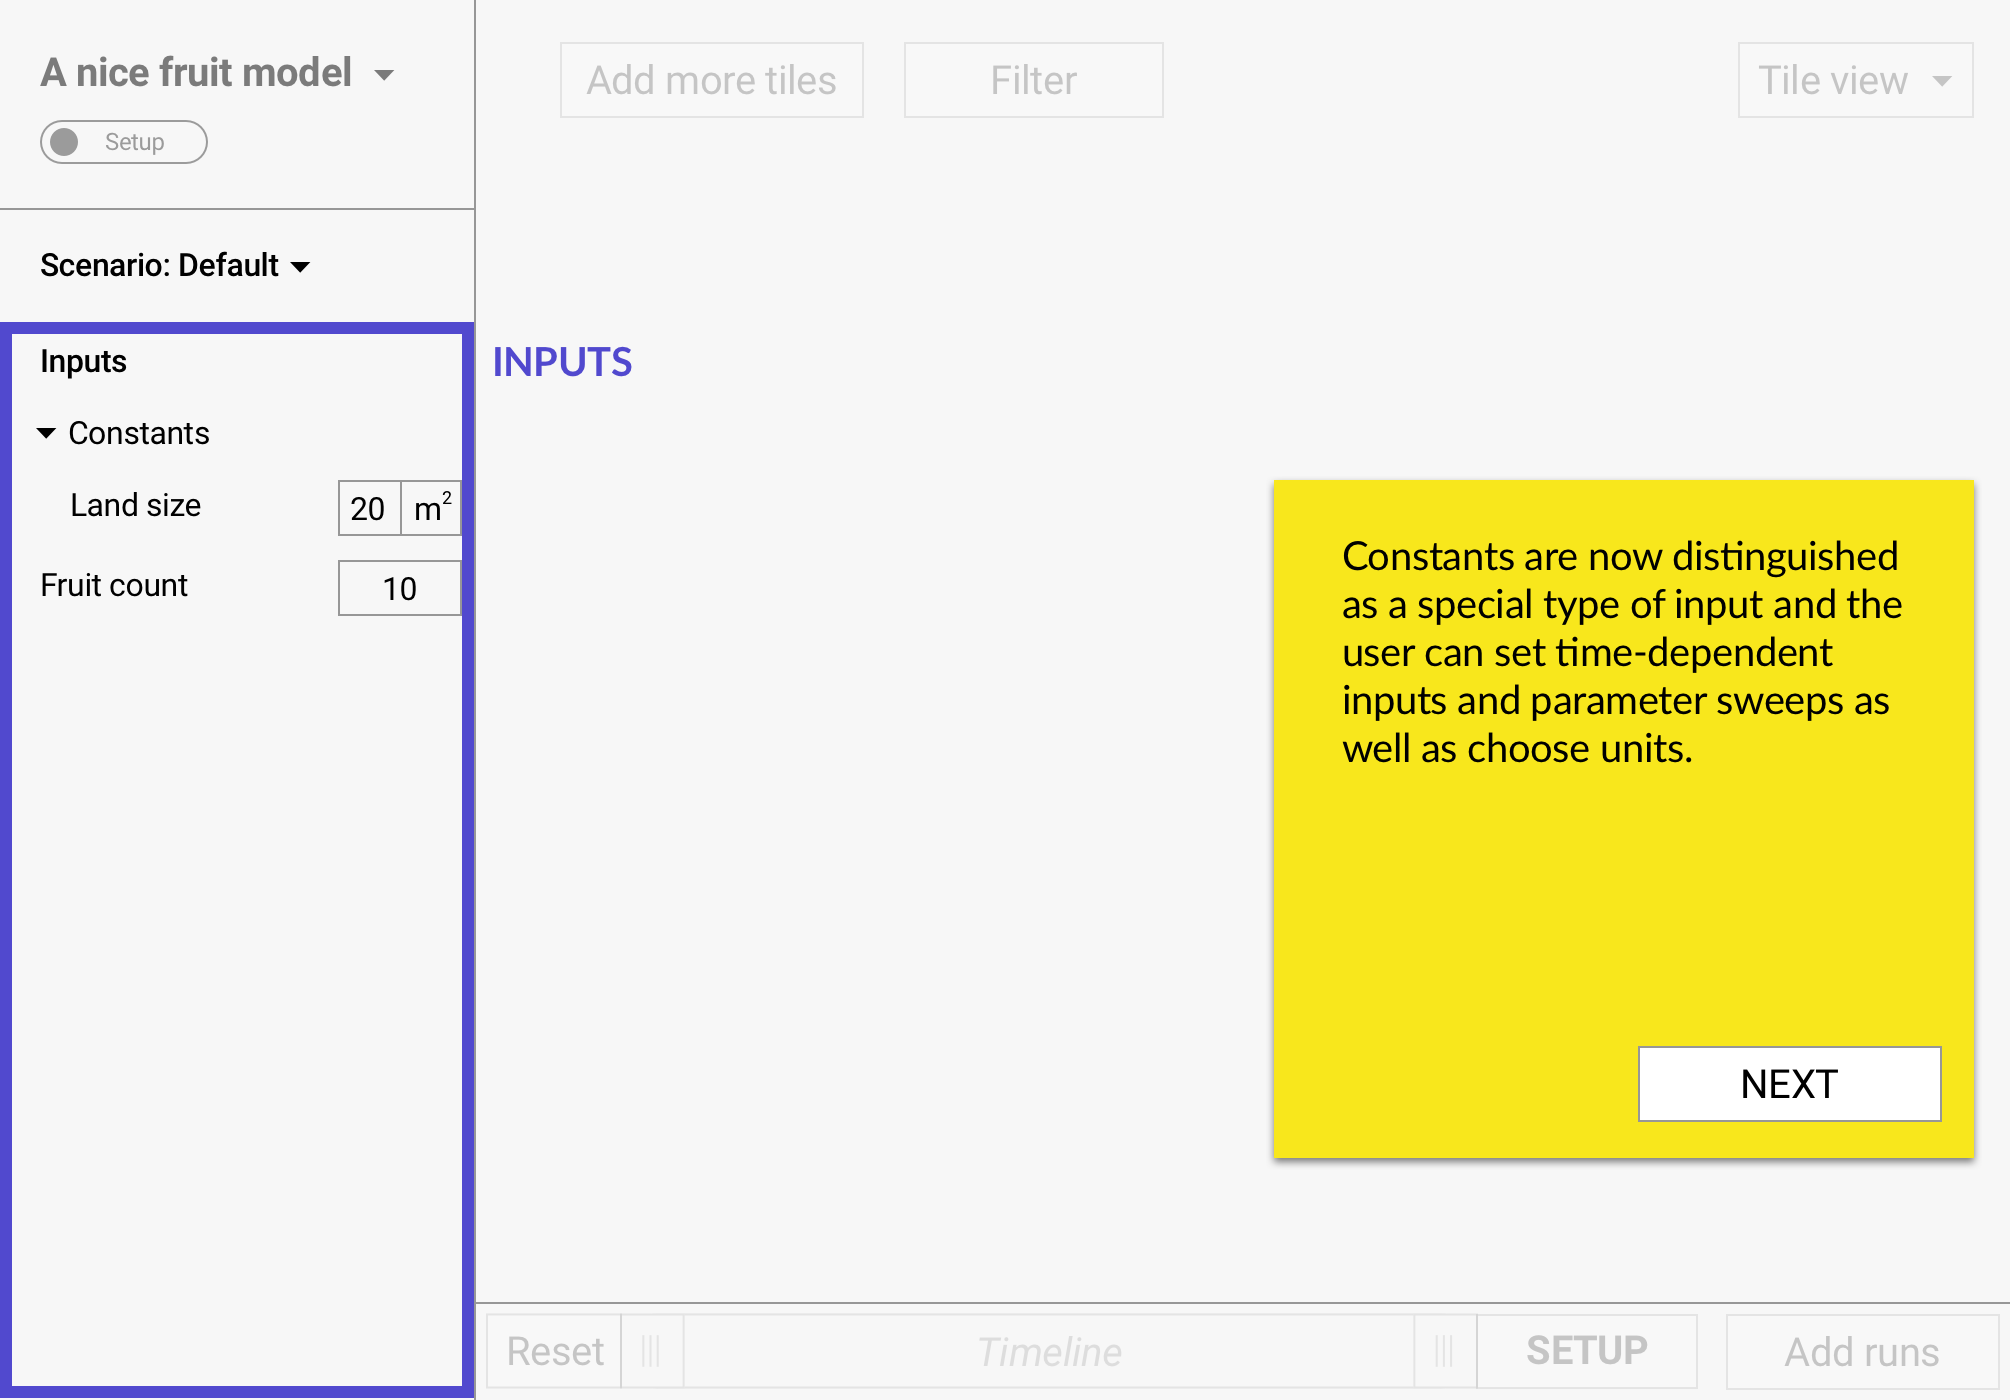 A nice fruit model
Setup
Add more tiles
Filter
Tile view
Scenario: Default
Inputs
INPUTS
Constants
Land size
20
m²
Fruit count
10
Constants are now distinguished
as a special type of input and the
user can set time-dependent
inputs and parameter sweeps as
well as choose units.
NEXT
Reset
Timeline
SETUP
Add runs